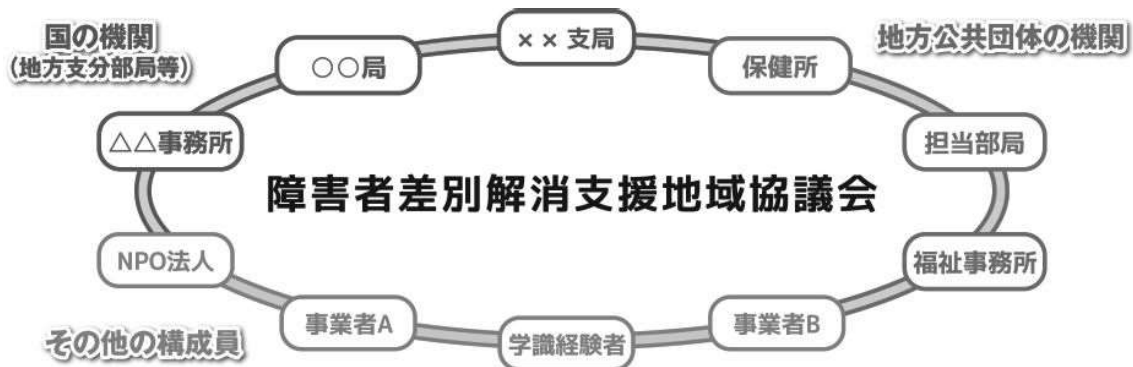 国の機関
(地方支分部局等)
○○局
××支局
保健所
地方公共団体の機関
△△事務所
担当部局
障害者差別解消支援地域協議会
NPO法人
福祉事務所
その他の構成員
事業者A
学識経験者
事業者B